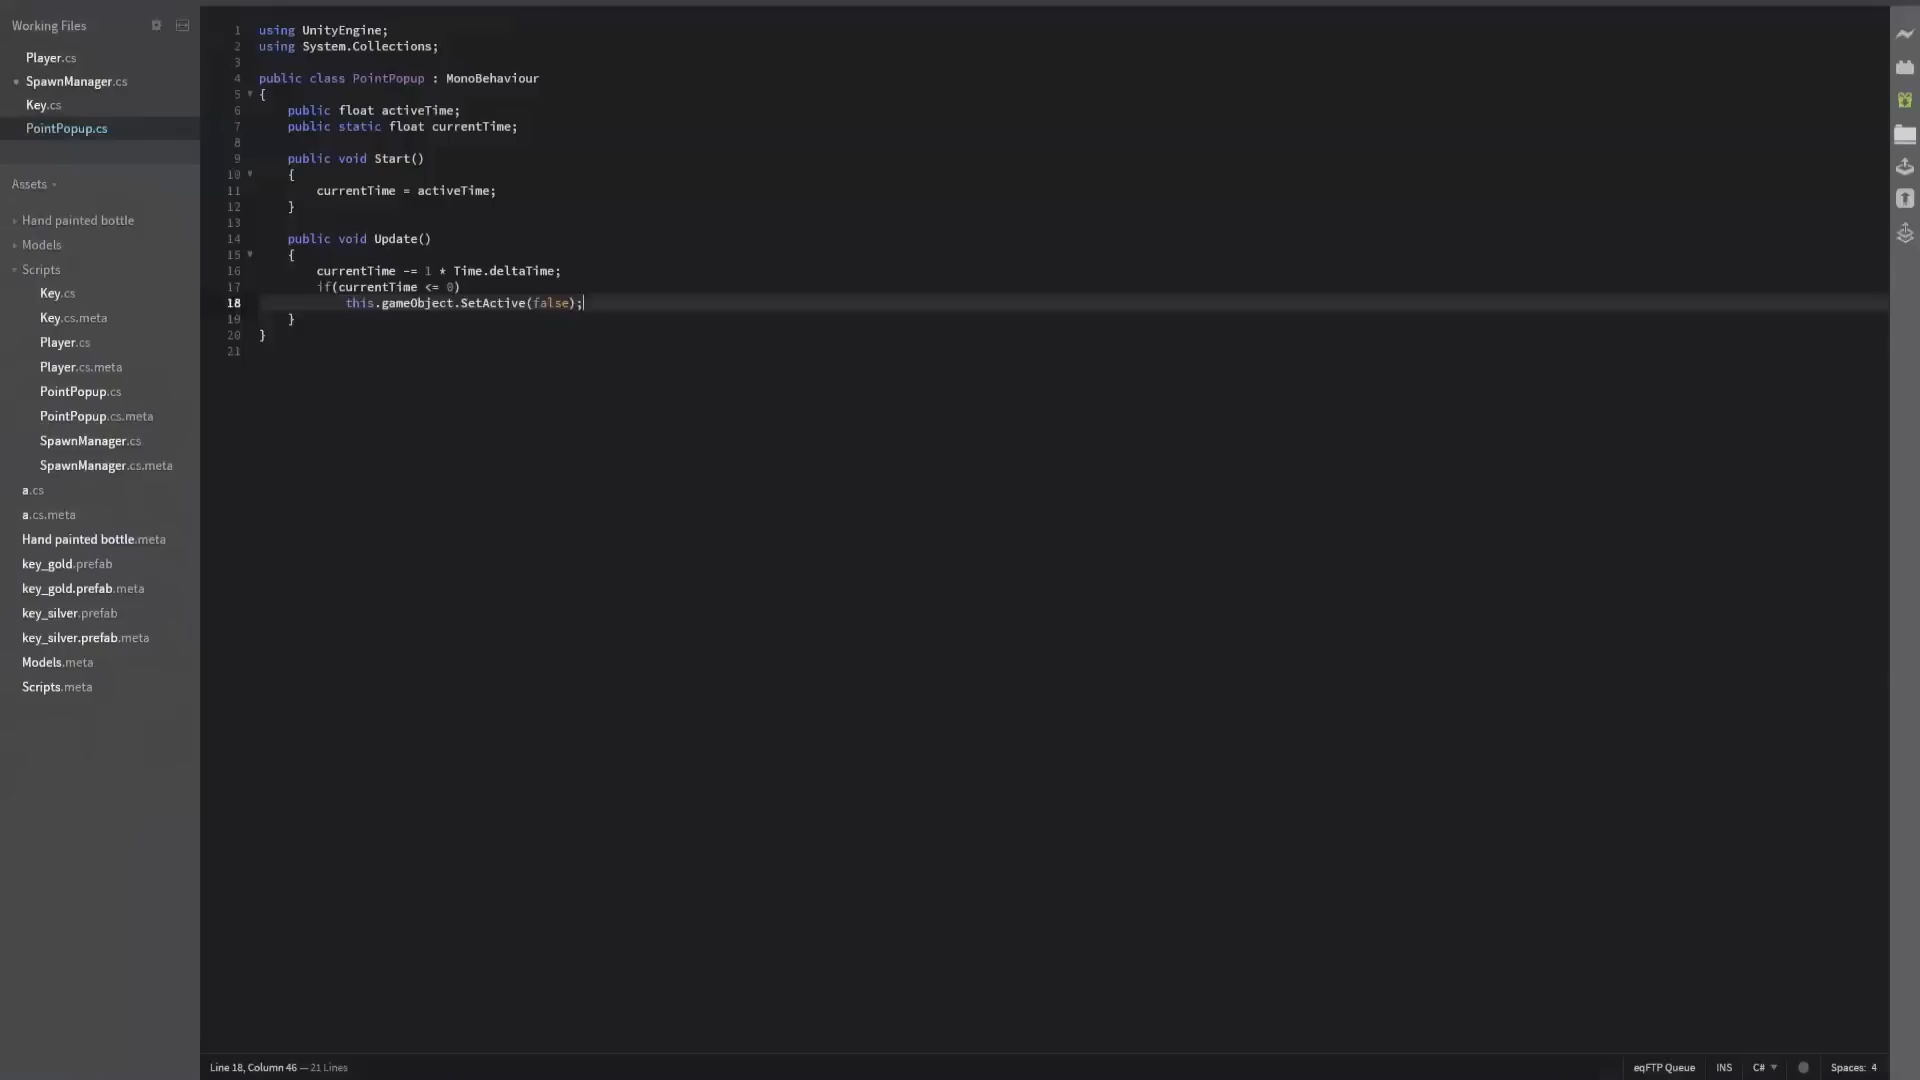 Working Files
Player.cs
SpawnManager.cs
Key.cs
PointPopup.cs
Assets
Hand painted bottle
Models
Scripts
Key.cs
Key.cs.meta
Player.cs
Player.cs.meta
PointPopup.cs
PointPopup.cs.meta
SpawnManager.cs
SpawnManager.cs.meta
a.cs
a.cs.meta
Hand painted bottle.meta
key_gold.prefab
key_gold.prefab.meta
key_silver.prefab
key_silver.prefab.meta
Models.meta
Scripts.meta
1 using UnityEngine;
2 using System.Collections;
3
4 public class PointPopup : MonoBehaviour
5 {
6     public float activeTime;
7     public static float currentTime;
8
9     public void Start()
10     {
11         currentTime = activeTime;
12     }
13
14     public void Update()
15     {
16         currentTime -= 1 * Time.deltaTime;
17         if(currentTime <= 0)
18             this.gameObject.SetActive(false);
19     }
20 }
21
Line 18, Column 46 — 21 Lines
eqFTP Queue INS C# Spaces: 4